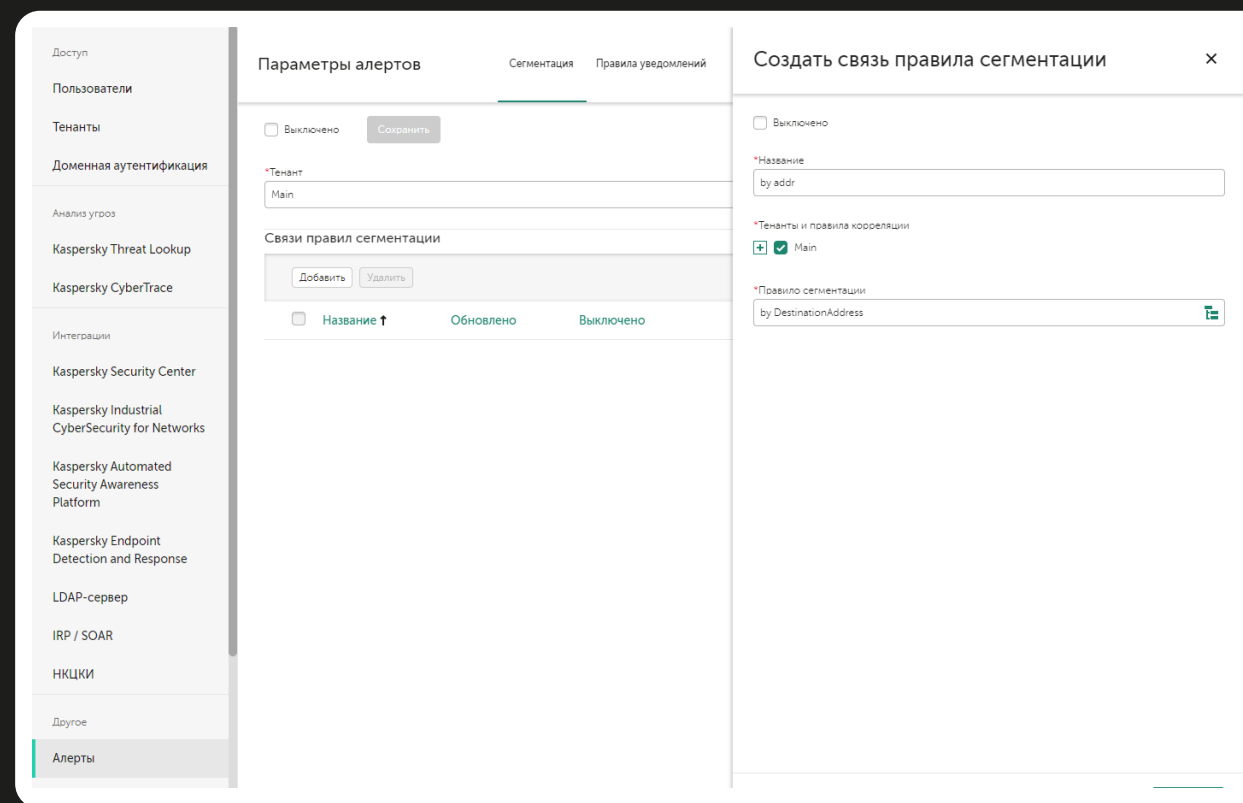 Доступ
Пользователи
Тенанты
Доменная аутентификация
Анализ угроз
Kaspersky Threat Lookup
Kaspersky CyberTrace
Интеграции
Kaspersky Security Center
Kaspersky Industrial
CyberSecurity for Networks
Kaspersky Automated
Security Awareness
Platform
Kaspersky Endpoint
Detection and Response
LDAP-сервер
IRP / SOAR
НКЦКИ
Другое
Алерты
Параметры алертов
Сегментация Правила уведомлений
Выключено Сохранить
*Тенант
Main
Связи правил сегментации
Добавить Удалить
Название ↑ Обновлено Выключено
Создать связь правила сегментации
Выключено
*Название
by addr
*Тенанты и правила корреляции
Main
*Правило сегментации
by DestinationAddress